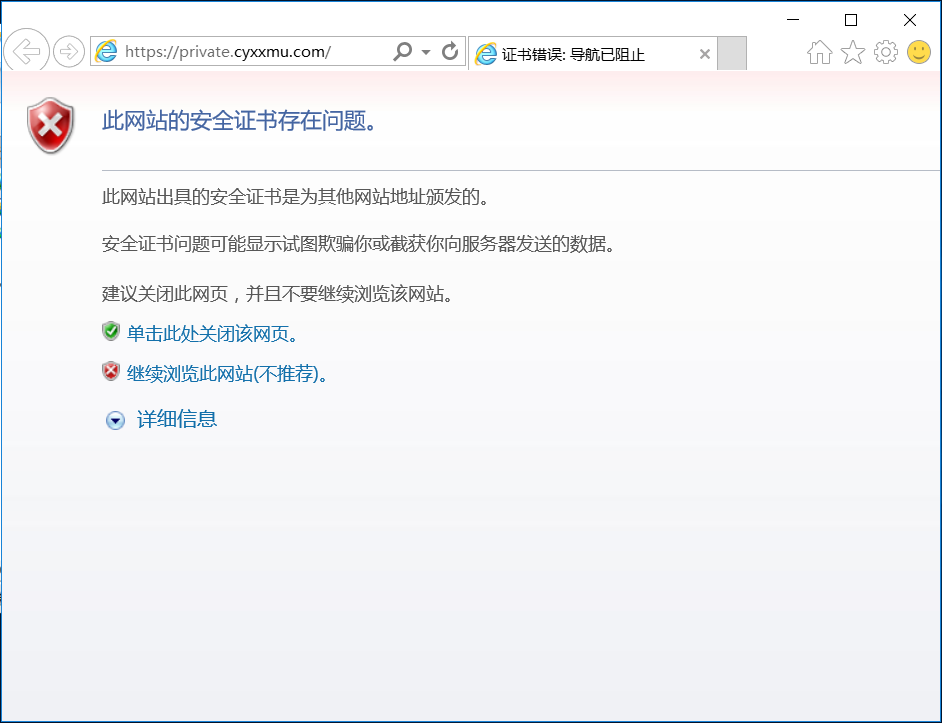 https://private.cyxxmu.com/
证书错误: 导航已阻止
此网站的安全证书存在问题。
此网站出具的安全证书是为其他网站地址颁发的。
安全证书问题可能显示试图欺骗你或截获你向服务器发送的数据。
建议关闭此网页，并且不要继续浏览该网站。
单击此处关闭该网页。
继续浏览此网站(不推荐)。
详细信息